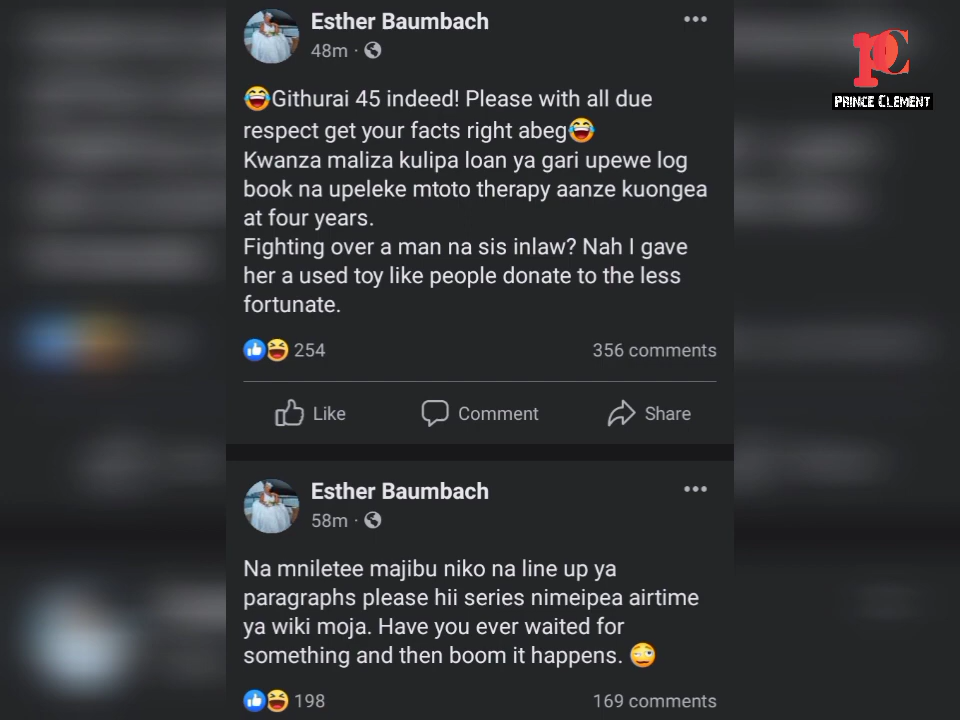 Esther Baumbach
48m ·
PC
PRINCE CLEMENT
😂Githurai 45 indeed! Please with all due
respect get your facts right abeg😂
Kwanza maliza kulipa loan ya gari upewe log
book na upeleke mtoto therapy aanze kuongea
at four years.
Fighting over a man na sis inlaw? Nah I gave
her a used toy like people donate to the less
fortunate.
254 356 comments
Like Comment Share
Esther Baumbach
58m ·
Na mniletee majibu niko na line up ya
paragraphs please hii series nimeipea airtime
ya wiki moja. Have you ever waited for
something and then boom it happens. 🙄
198 169 comments